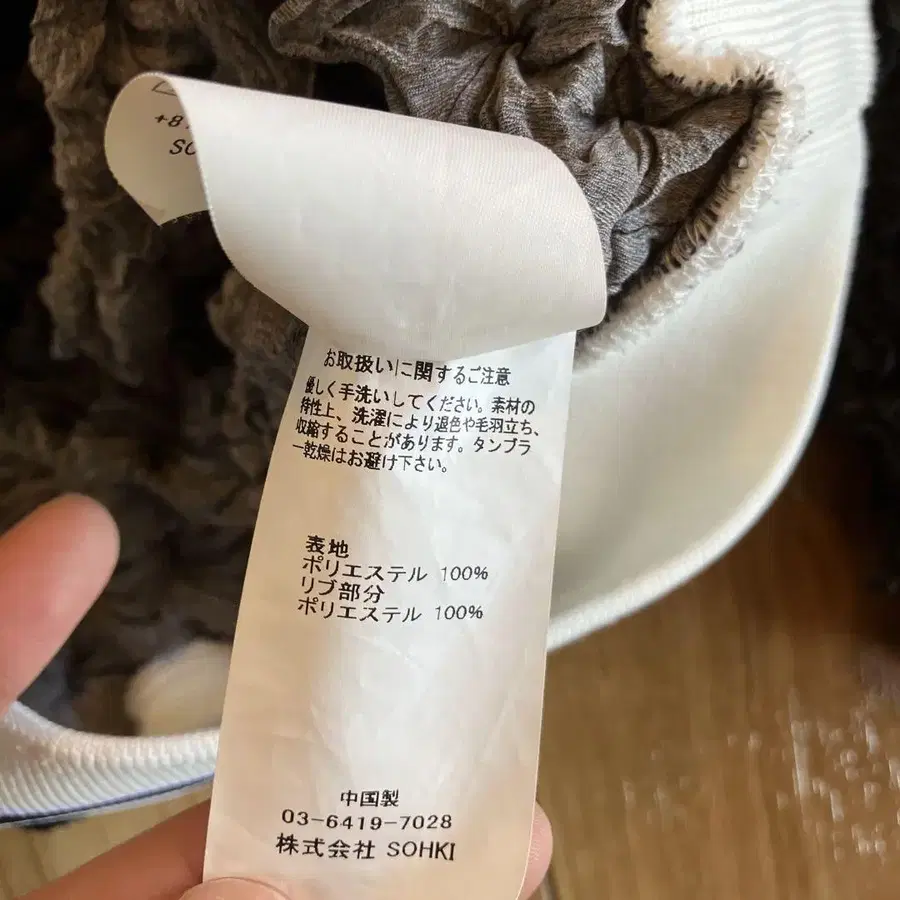 +8
SO
お取扱いに関するご注意
優しく手洗いしてください。素材の
特性上、洗濯により退色や毛羽立ち、
収縮することがあります。タンブラ
ー乾燥はお避け下さい。
表地
ポリエステル 100%
リブ部分
ポリエステル 100%
中国製
03-6419-7028
株式会社 SOHKI